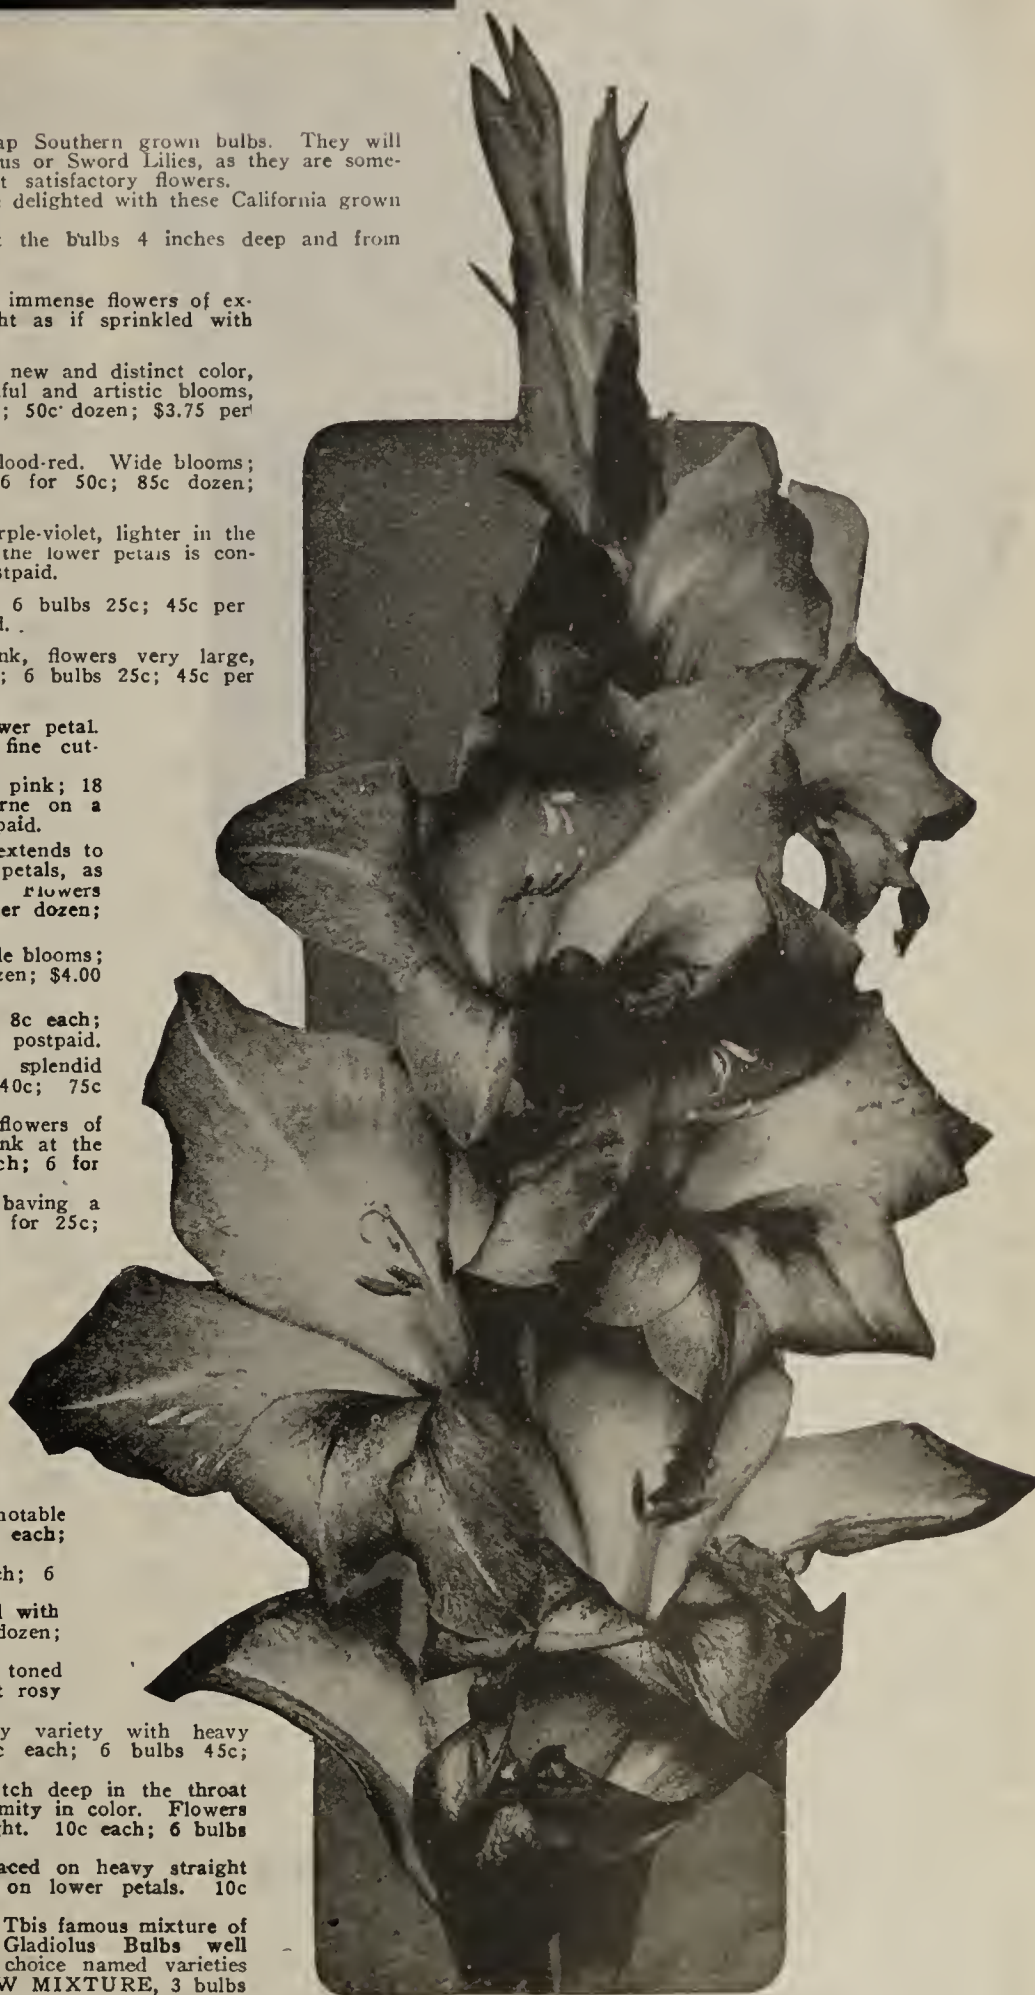 ap Southern grown bulbs. They will
us or Sword Lilies, as they are some-
t satisfactory flowers.
delighted with these California grown
the bulbs 4 inches deep and from
immense flowers of ex-
ht as if sprinkled with
new and distinct color,
ful and artistic blooms,
; 50c dozen; $3.75 per
lood-red. Wide blooms;
6 for 50c; 85c dozen;
rple-violet, lighter in the
the lower petals is con-
stpaid.
6 bulbs 25c; 45c per
d.
nk, flowers very large,
; 6 bulbs 25c; 45c per
wer petal.
fine cut-
pink; 18
rne on a
paid.
extends to
petals, as
Flowers
er dozen;
le blooms;
zen; $4.00
8c each;
postpaid.
splendid
40c; 75c
flowers of
nk at the
ch; 6 for
baving a
for 25c;
notable
each;
ch; 6
d with
dozen;
toned
t rosy
y variety with heavy
c each; 6 bulbs 45c;
tch deep in the throat
mity in color. Flowers
ght. 10c each; 6 bulbs
aced on heavy straight
on lower petals. 10c
Tbis famous mixture of
Gladiolus Bulbs well
choice named varieties
W MIXTURE, 3 bulbs